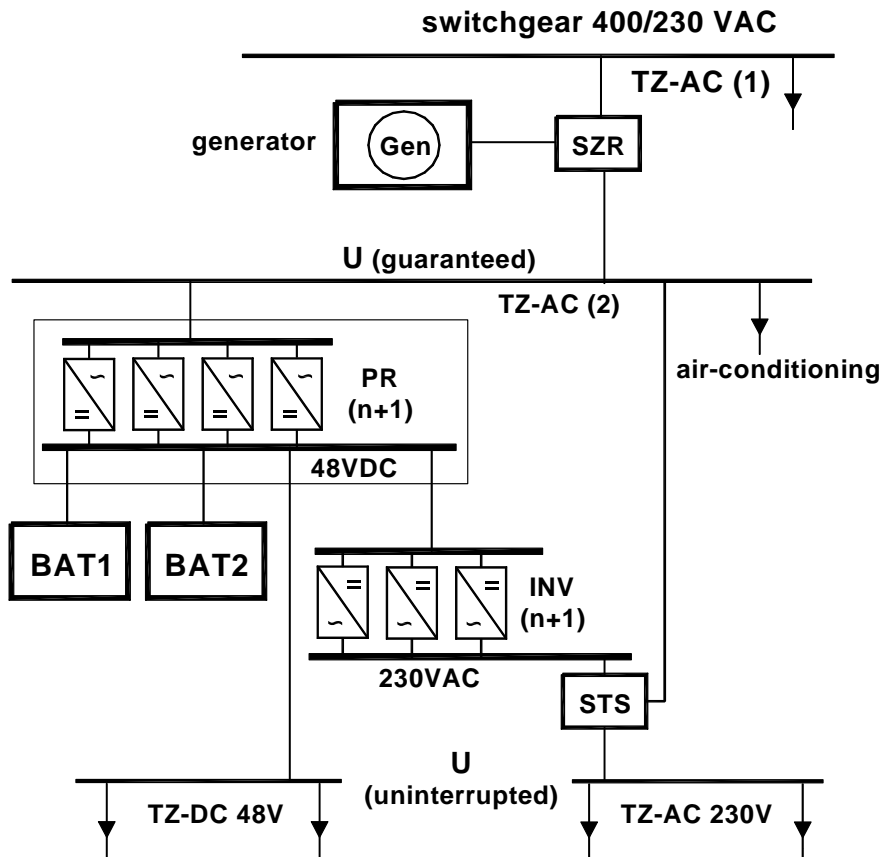 switchgear 400/230 VAC
TZ-AC (1)
generator
Gen
SZR
U (guaranteed)
TZ-AC (2)
air-conditioning
PR
(n+1)
48VDC
BAT1
BAT2
INV
(n+1)
230VAC
STS
U
(uninterrupted)
TZ-DC 48V
TZ-AC 230V